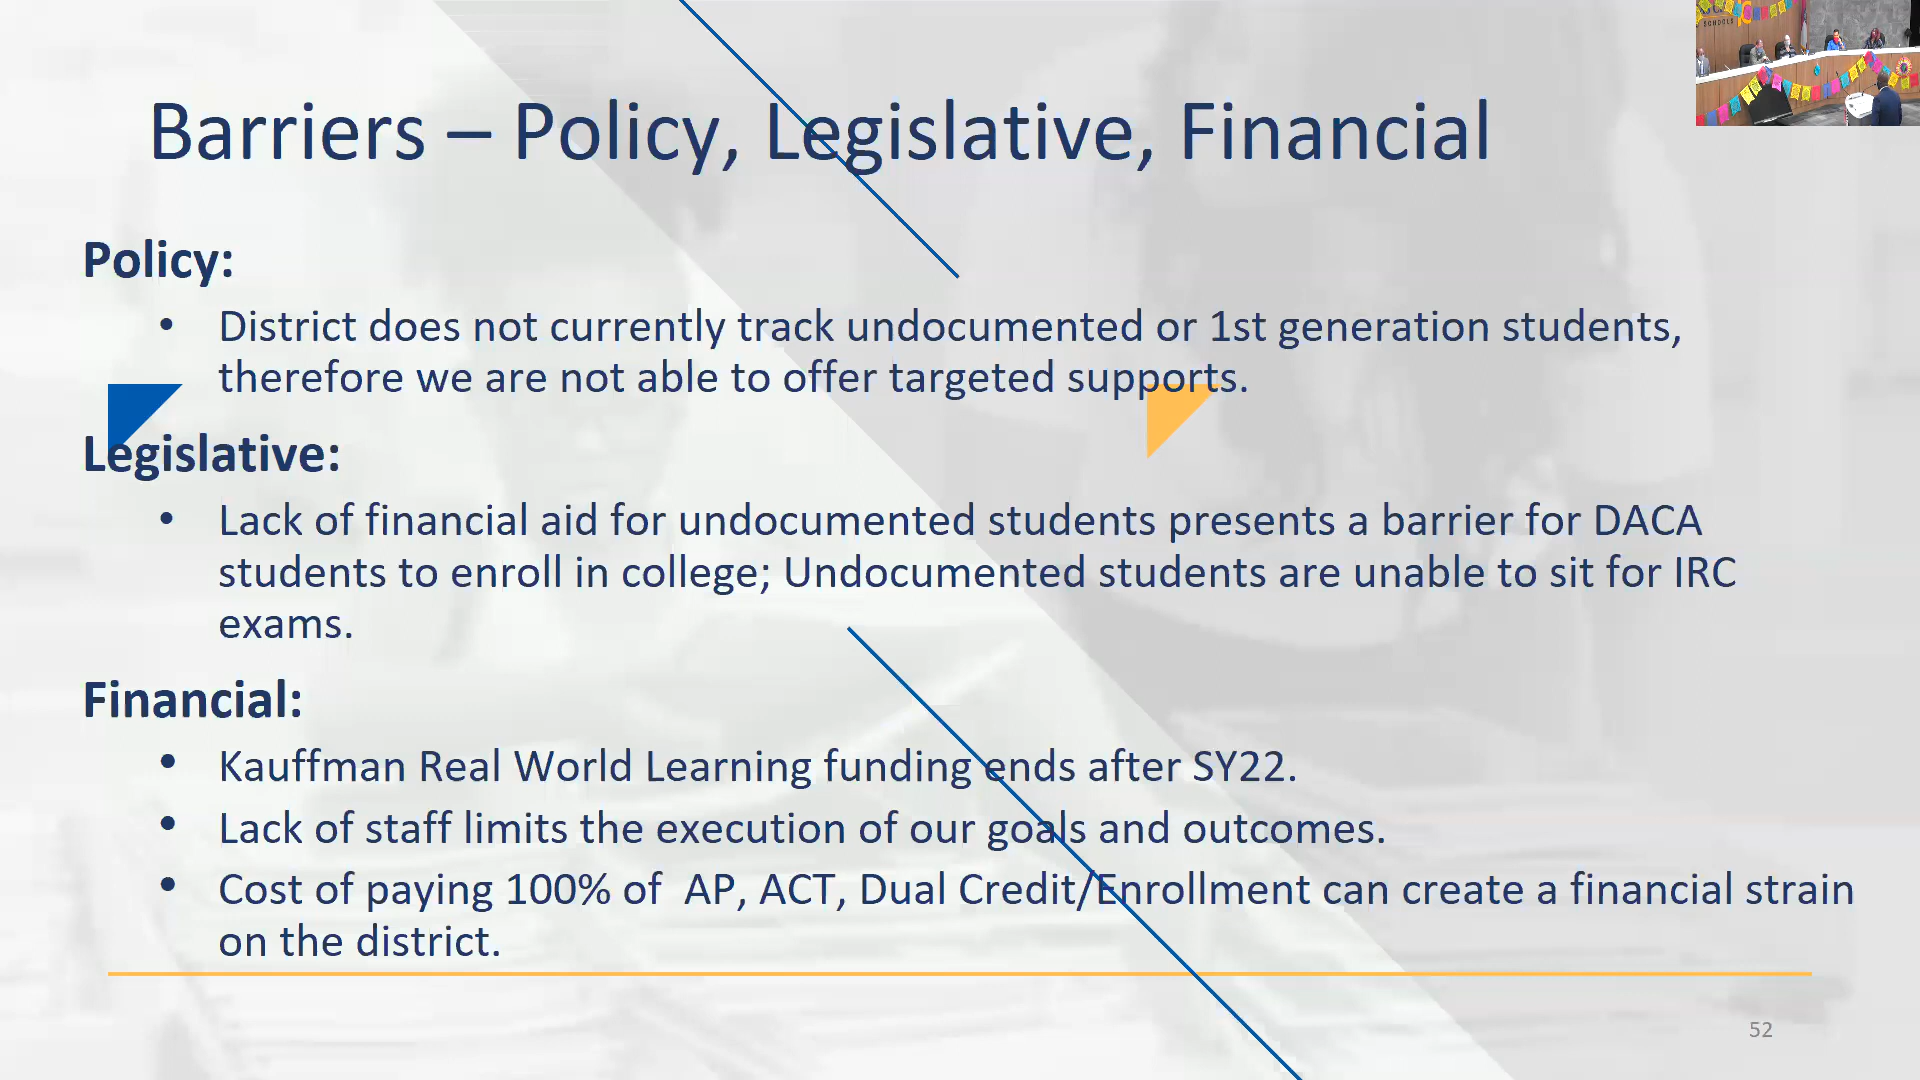 Barriers – Policy, Legislative, Financial
Policy:
• District does not currently track undocumented or 1st generation students,
therefore we are not able to offer targeted supports.
Legislative:
• Lack of financial aid for undocumented students presents a barrier for DACA
students to enroll in college; Undocumented students are unable to sit for IRC
exams.
Financial:
• Kauffman Real World Learning funding ends after SY22.
• Lack of staff limits the execution of our goals and outcomes.
• Cost of paying 100% of  AP, ACT, Dual Credit/Enrollment can create a financial strain
on the district.
52
SCHOOLS